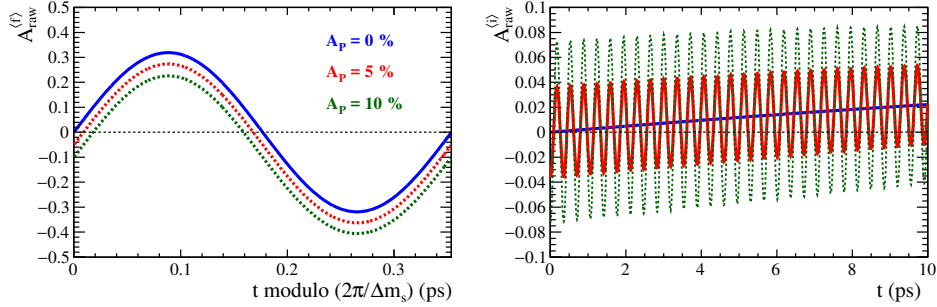 A_raw^⟨f⟩
0.5
0.4
0.3
0.2
0.1
0
−0.1
−0.2
−0.3
−0.4
−0.5
A_P = 0 %
A_P = 5 %
A_P = 10 %
0 0.1 0.2 0.3
t modulo (2π/Δm_s) (ps)
A_raw^⟨i⟩
0.1
0.08
0.06
0.04
0.02
0
−0.02
−0.04
−0.06
−0.08
−0.1
0 2 4 6 8 10
t (ps)